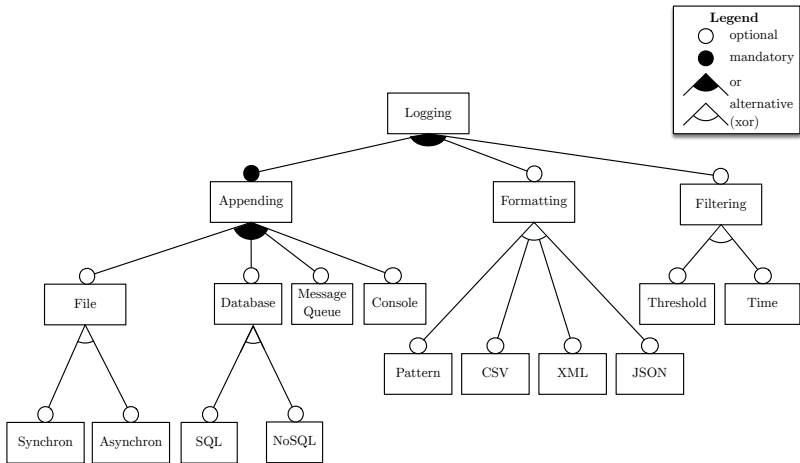 Legend
optional
mandatory
or
alternative
(xor)
Logging
Appending
Formatting
Filtering
File
Database
Message
Queue
Console
Threshold
Time
Pattern
CSV
XML
JSON
Synchron
Asynchron
SQL
NoSQL